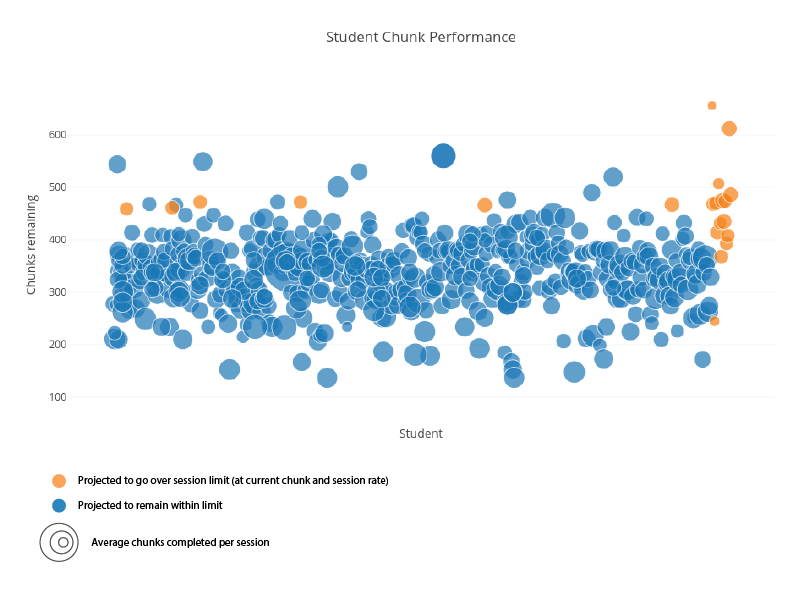 Student Chunk Performance
600
500
400
300
200
100
Chunks remaining
Student
Projected to go over session limit (at current chunk and session rate)
Projected to remain within limit
Average chunks completed per session